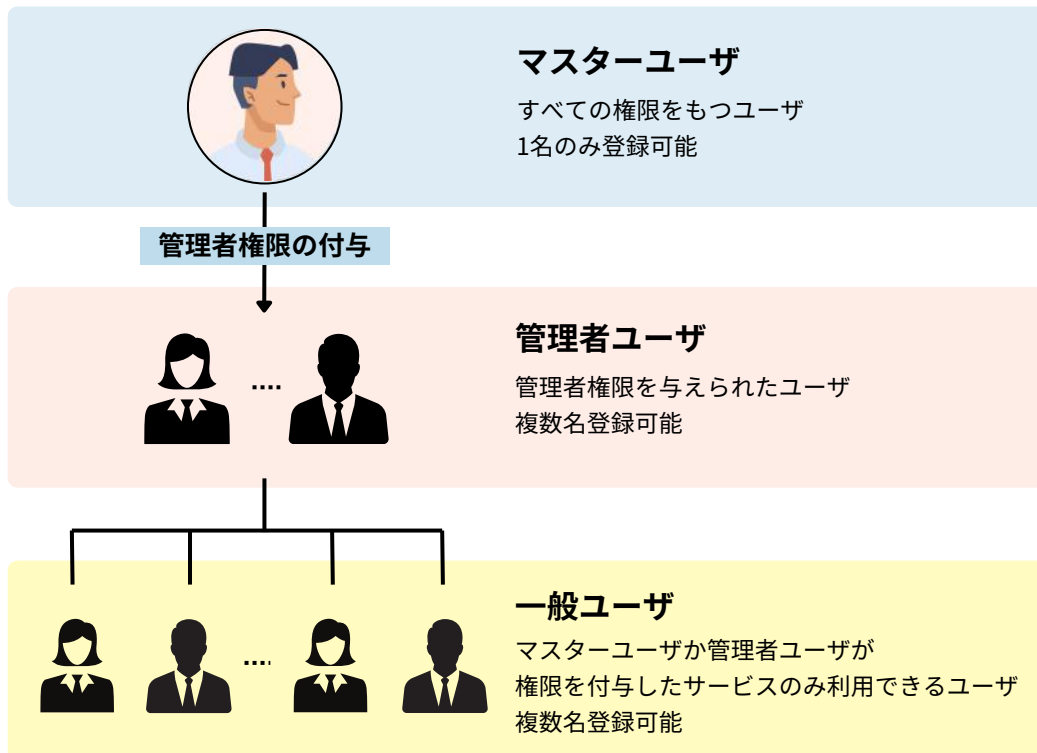 マスターユーザ
すべての権限をもつユーザ
1名のみ登録可能
管理者権限の付与
管理者ユーザ
管理者権限を与えられたユーザ
複数名登録可能
....
一般ユーザ
マスターユーザか管理者ユーザが
権限を付与したサービスのみ利用できるユーザ
複数名登録可能
....